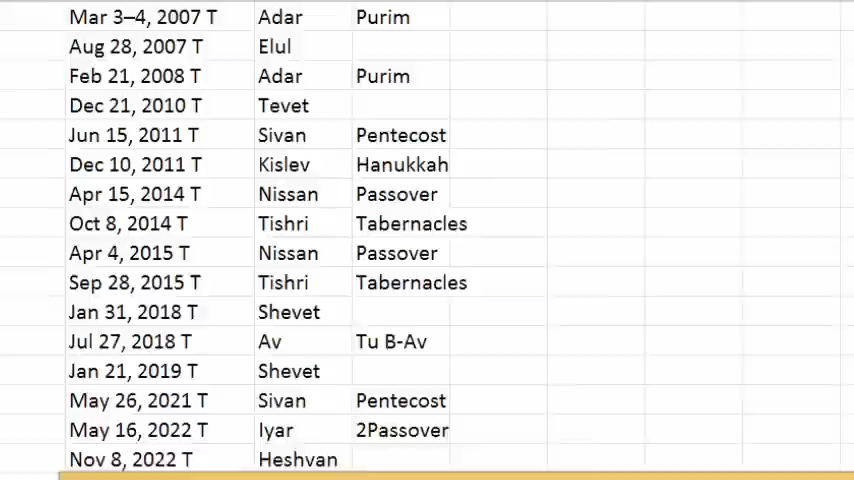 Mar 3–4, 2007 T Adar Purim
Aug 28, 2007 T Elul
Feb 21, 2008 T Adar Purim
Dec 21, 2010 T Tevet
Jun 15, 2011 T Sivan Pentecost
Dec 10, 2011 T Kislev Hanukkah
Apr 15, 2014 T Nissan Passover
Oct 8, 2014 T Tishri Tabernacles
Apr 4, 2015 T Nissan Passover
Sep 28, 2015 T Tishri Tabernacles
Jan 31, 2018 T Shevet
Jul 27, 2018 T Av Tu B-Av
Jan 21, 2019 T Shevet
May 26, 2021 T Sivan Pentecost
May 16, 2022 T Iyar 2Passover
Nov 8, 2022 T Heshvan